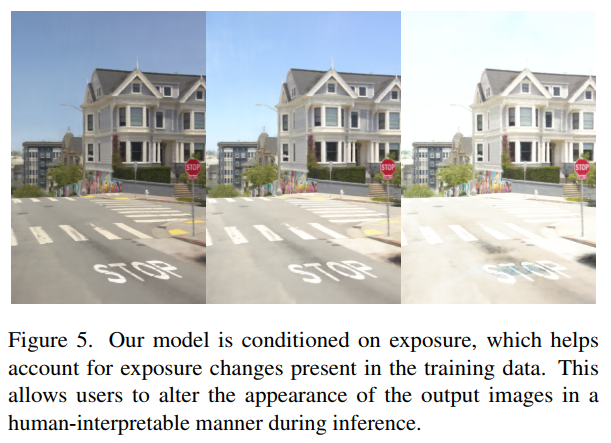 STOP STOP STOP
STOP STOP STOP
Figure 5. Our model is conditioned on exposure, which helps
account for exposure changes present in the training data. This
allows users to alter the appearance of the output images in a
human-interpretable manner during inference.